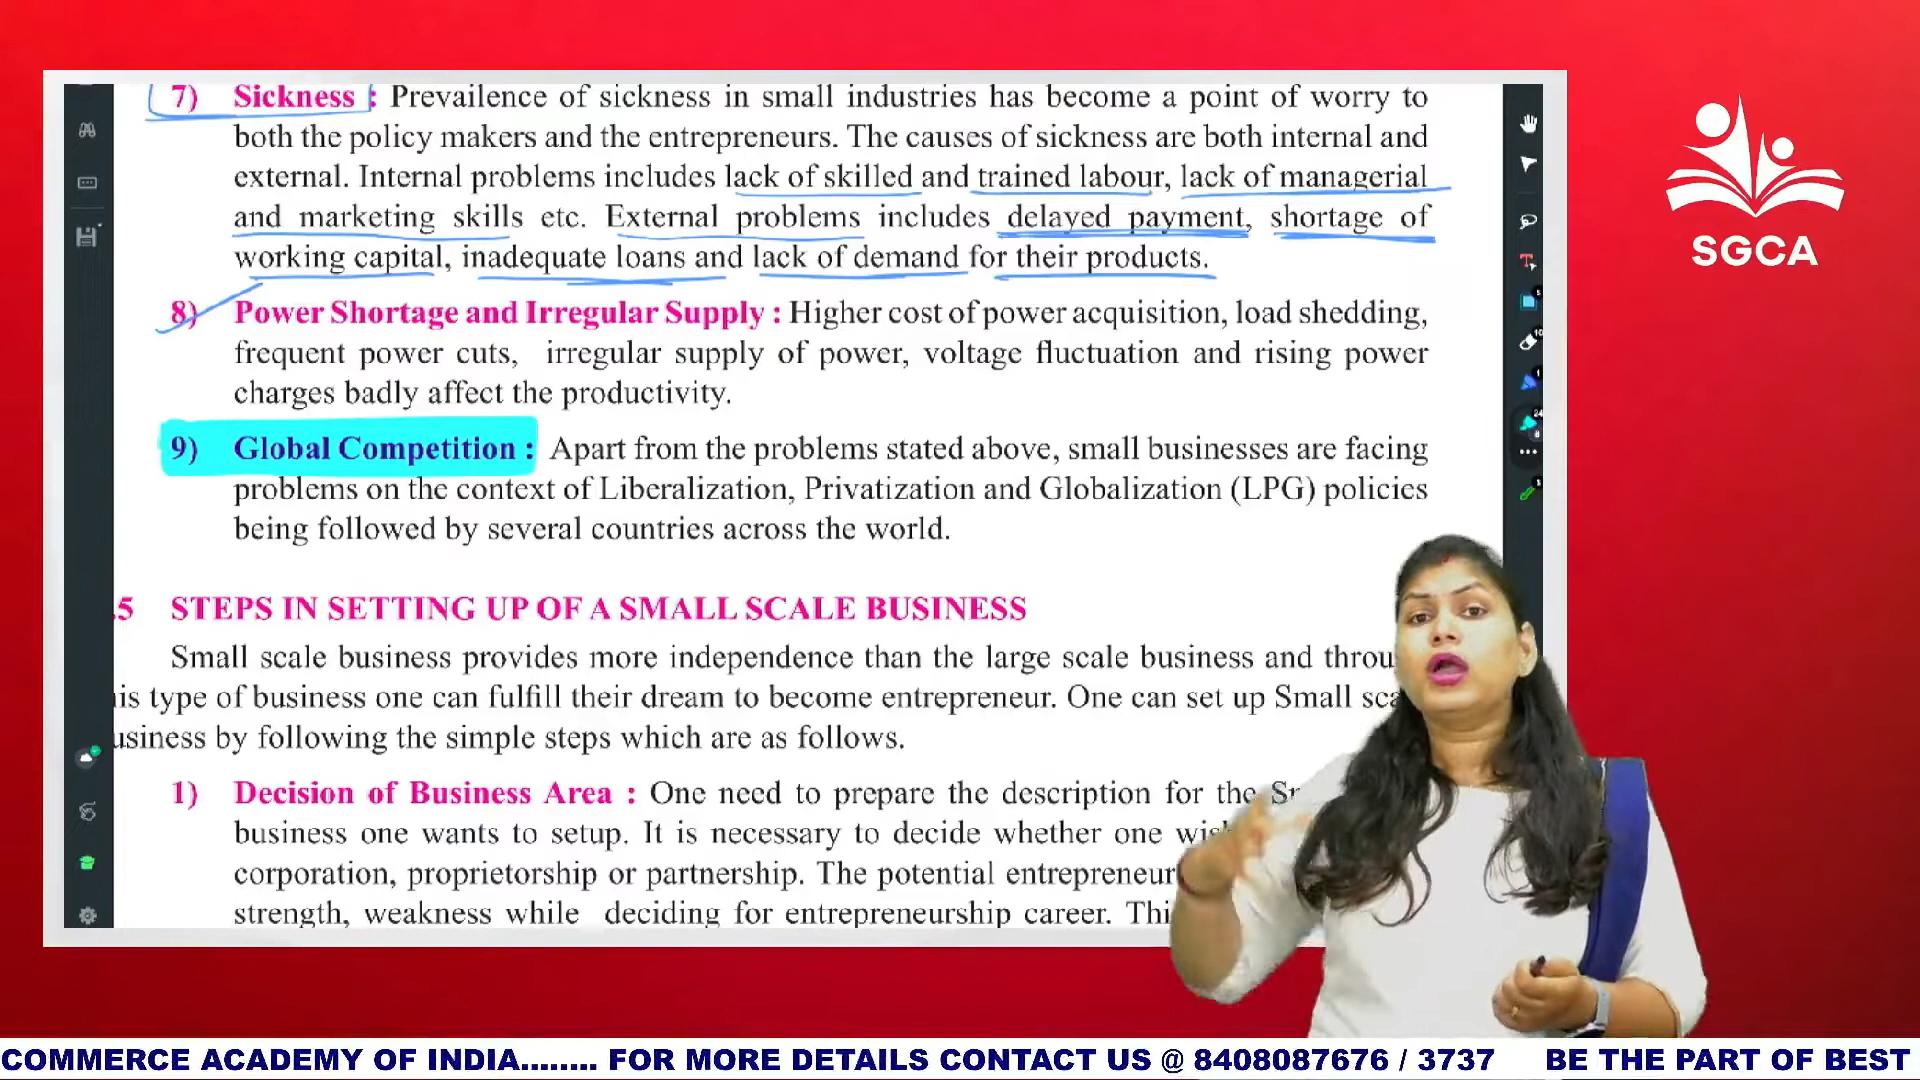 7) Sickness : Prevailence of sickness in small industries has become a point of worry to
both the policy makers and the entrepreneurs. The causes of sickness are both internal and
external. Internal problems includes lack of skilled and trained labour, lack of managerial
and marketing skills etc. External problems includes delayed payment, shortage of
working capital, inadequate loans and lack of demand for their products.
8) Power Shortage and Irregular Supply : Higher cost of power acquisition, load shedding,
frequent power cuts, irregular supply of power, voltage fluctuation and rising power
charges badly affect the productivity.
9) Global Competition : Apart from the problems stated above, small businesses are facing
problems on the context of Liberalization, Privatization and Globalization (LPG) policies
being followed by several countries across the world.
.5 STEPS IN SETTING UP OF A SMALL SCALE BUSINESS
Small scale business provides more independence than the large scale business and throu
is type of business one can fulfill their dream to become entrepreneur. One can set up Small sca
usiness by following the simple steps which are as follows.
1) Decision of Business Area : One need to prepare the description for the
business one wants to setup. It is necessary to decide whether one
corporation, proprietorship or partnership. The potential entrepreneur
strength, weakness while deciding for entrepreneurship career.
SGCA
COMMERCE ACADEMY OF INDIA........ FOR MORE DETAILS CONTACT US @ 8408087676 / 3737 BE THE PART OF BEST